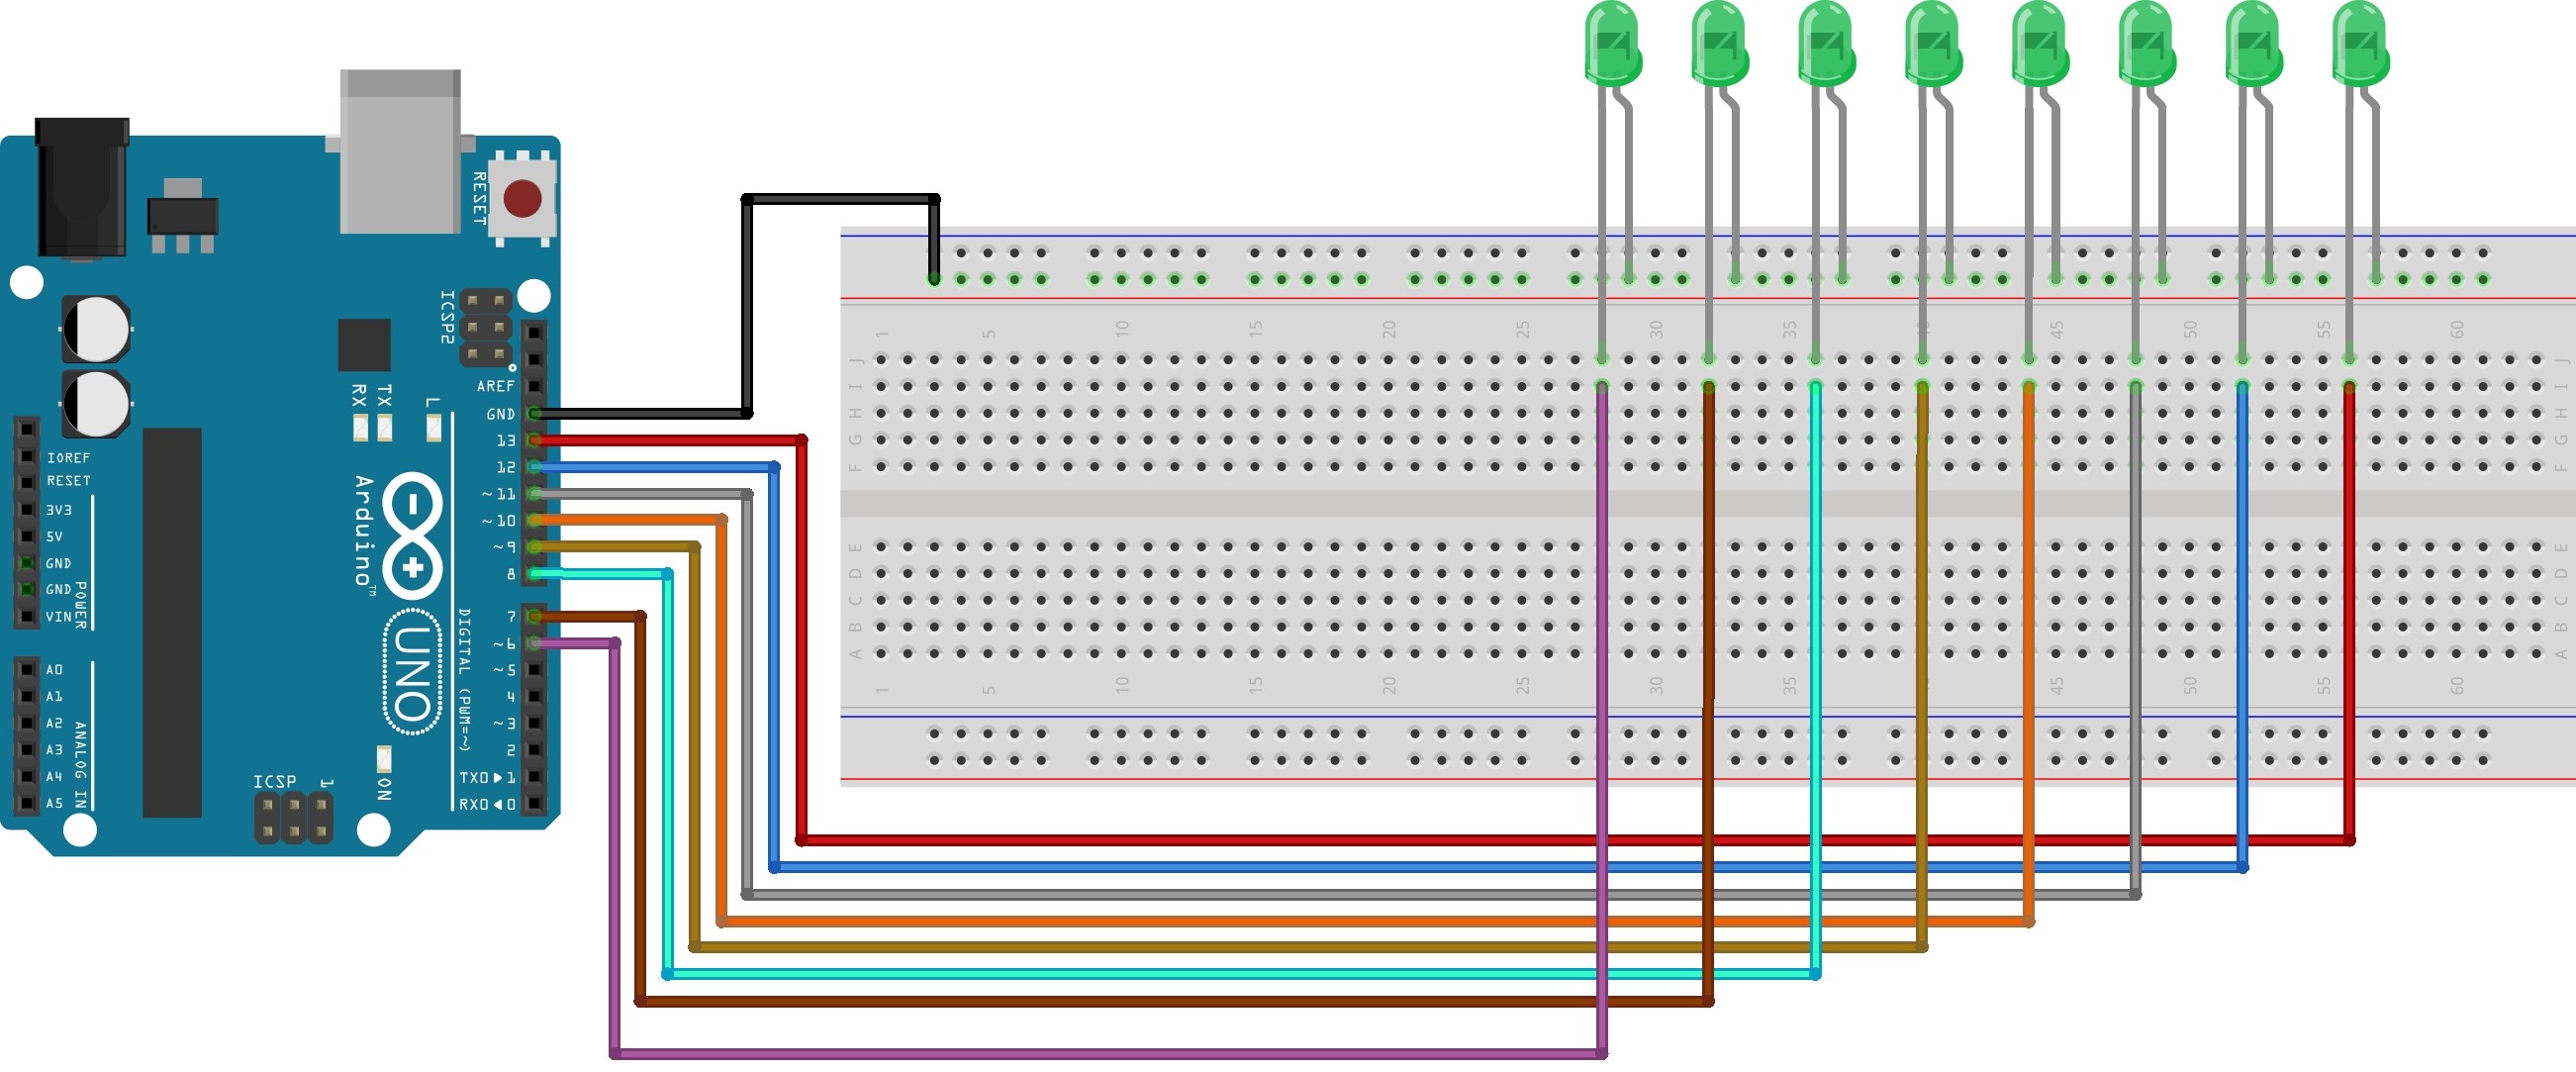 RESET
ICSP2
AREF
GND
13
12
~11
~10
~9
8
7
~6
~5
4
~3
2
TX0▶1
RX0◀0
RX
TX
L
Arduino™
UNO
DIGITAL (PWM=~)
IOREF
RESET
3V3
5V
GND
GND
VIN
POWER
A0
A1
A2
A3
A4
A5
ANALOG IN
ICSP
1
ON
1 5 10 15 20 25 30 35 45 50 55 60
J J
I I
H H
G G
F F
E E
D D
C C
B B
A A
1 5 10 15 20 25 30 35 45 50 55 60